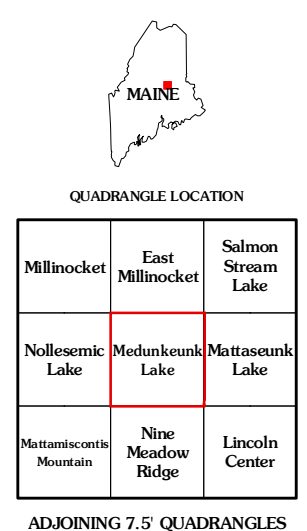 MAINE
QUADRANGLE LOCATION
Millinocket
East
Millinocket
Salmon
Stream
Lake
Nollesemic
Lake
Medunkeunk
Lake
Mattaseunk
Lake
Mattamiscontis
Mountain
Nine
Meadow
Ridge
Lincoln
Center
ADJOINING 7.5' QUADRANGLES